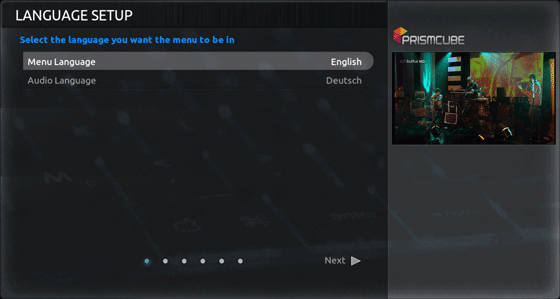 LANGUAGE SETUP
Select the language you want the menu to be in
Menu Language English
Audio Language Deutsch
Next
PRISMCUBE